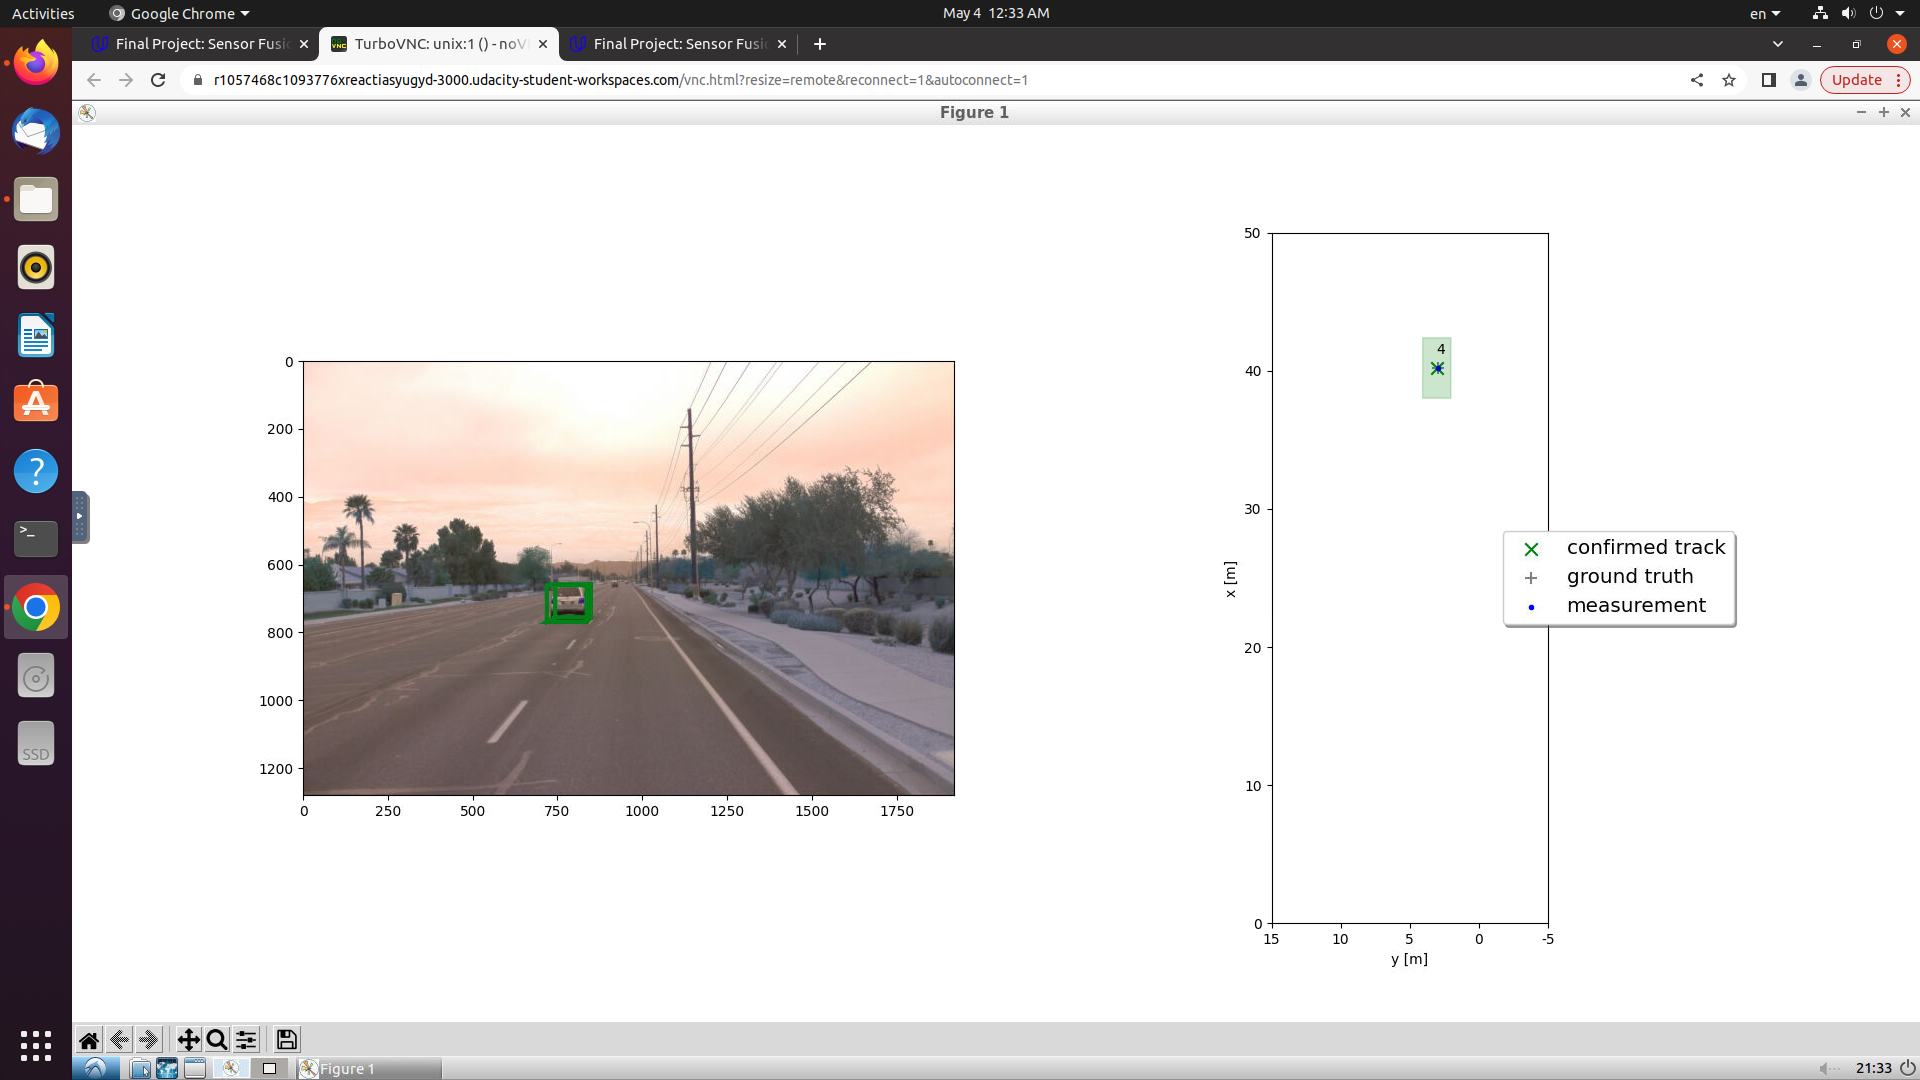 Activities
Google Chrome
May 4 12:33 AM
en
Final Project: Sensor Fusi
TurboVNC: unix:1 () - noV
Final Project: Sensor Fusi
r1057468c1093776xreactiasyugyd-3000.udacity-student-workspaces.com/vnc.html?resize=remote&reconnect=1&autoconnect=1
Update
Figure 1
0
200
400
600
800
1000
1200
0
250
500
750
1000
1250
1500
1750
50
40
30
20
10
0
15
10
5
0
-5
x [m]
y [m]
4
confirmed track
ground truth
measurement
SSD
Figure 1
21:33